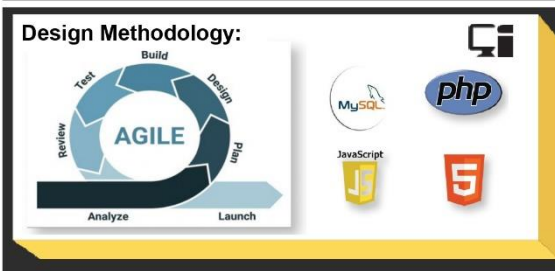 Design Methodology:
Build
Test
Design
Review
AGILE
Plan
Analyze
Launch
MySQL
php
JavaScript
JS
5